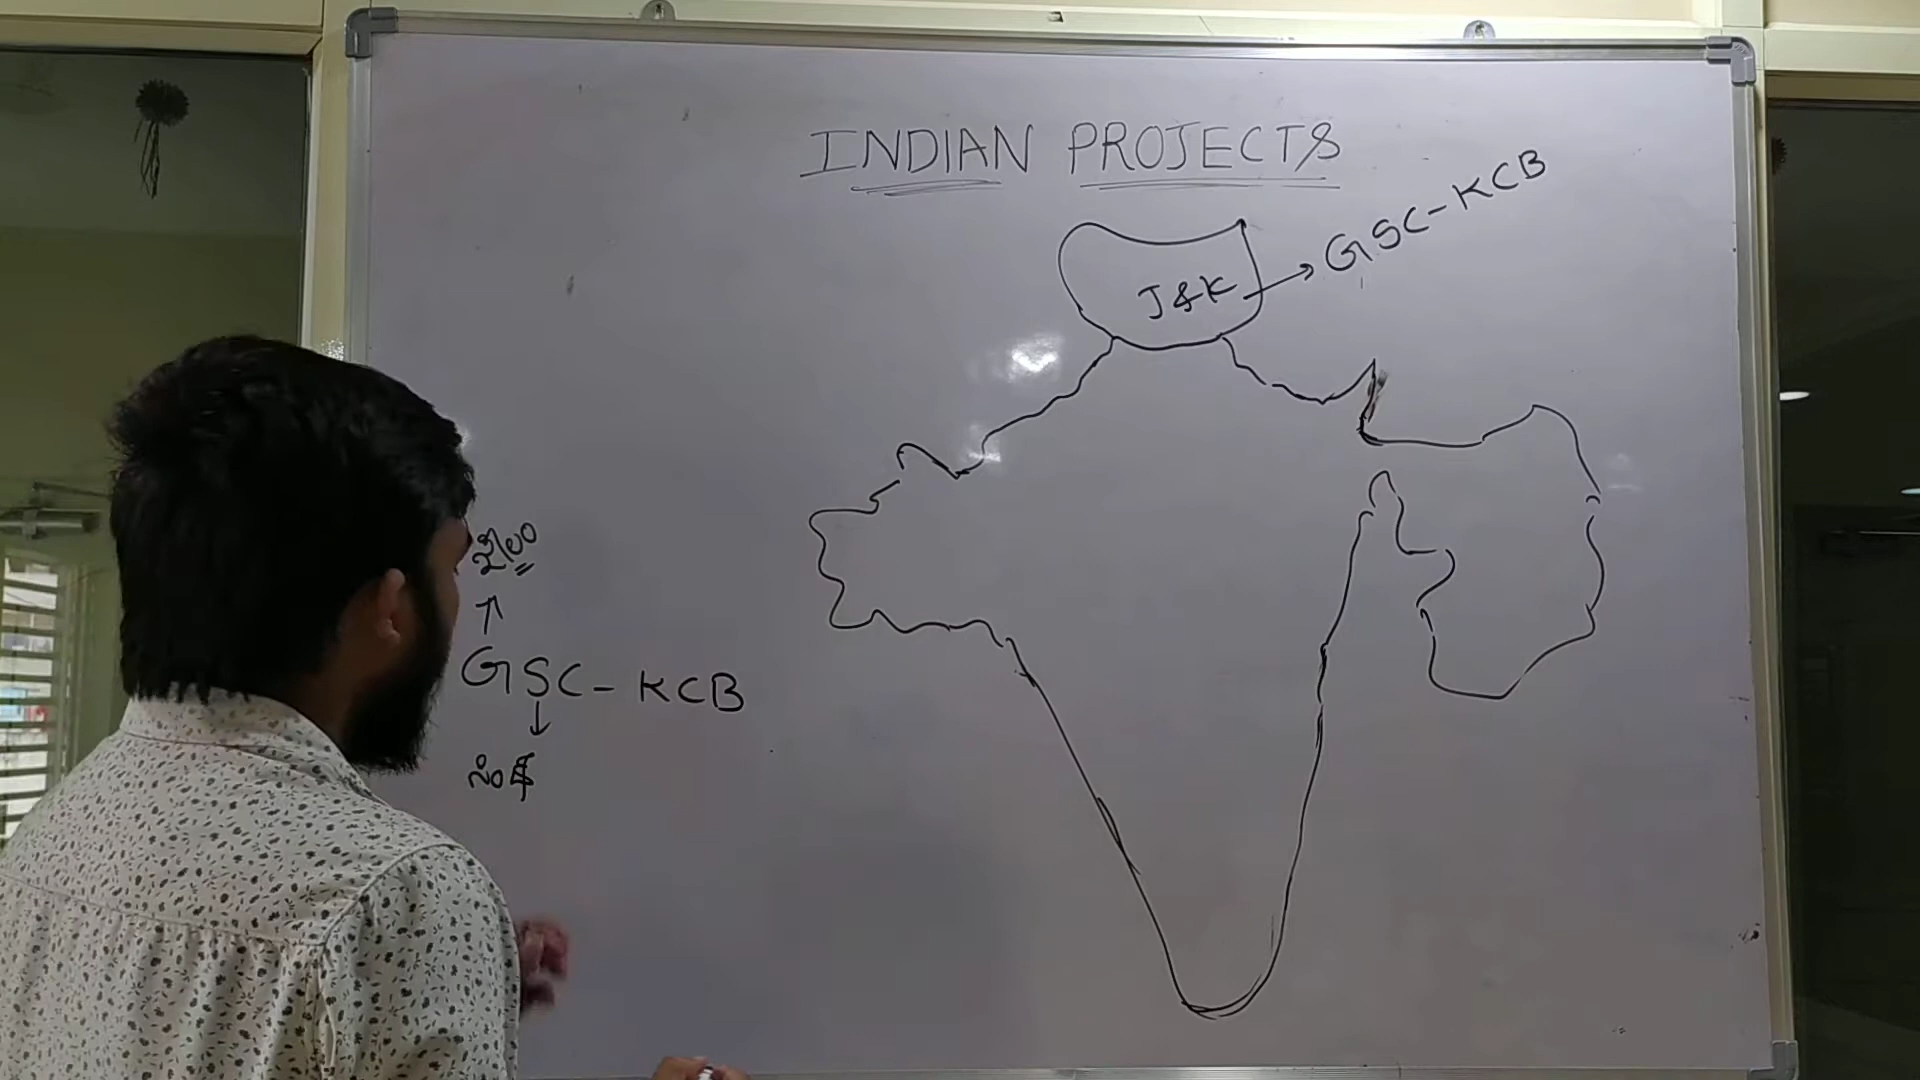 INDIAN PROJECTS
J&K → GSC-KCB
↑
GSC - KCB
↓